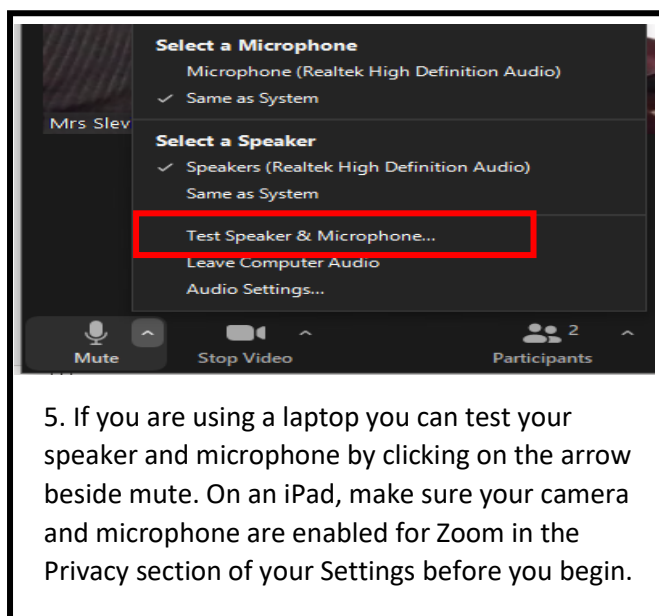 Select a Microphone
Microphone (Realtek High Definition Audio)
✓ Same as System
Mrs Slev
Select a Speaker
✓ Speakers (Realtek High Definition Audio)
Same as System
Test Speaker & Microphone...
Leave Computer Audio
Audio Settings...
Mute
Stop Video
2
Participants
5. If you are using a laptop you can test your
speaker and microphone by clicking on the arrow
beside mute. On an iPad, make sure your camera
and microphone are enabled for Zoom in the
Privacy section of your Settings before you begin.